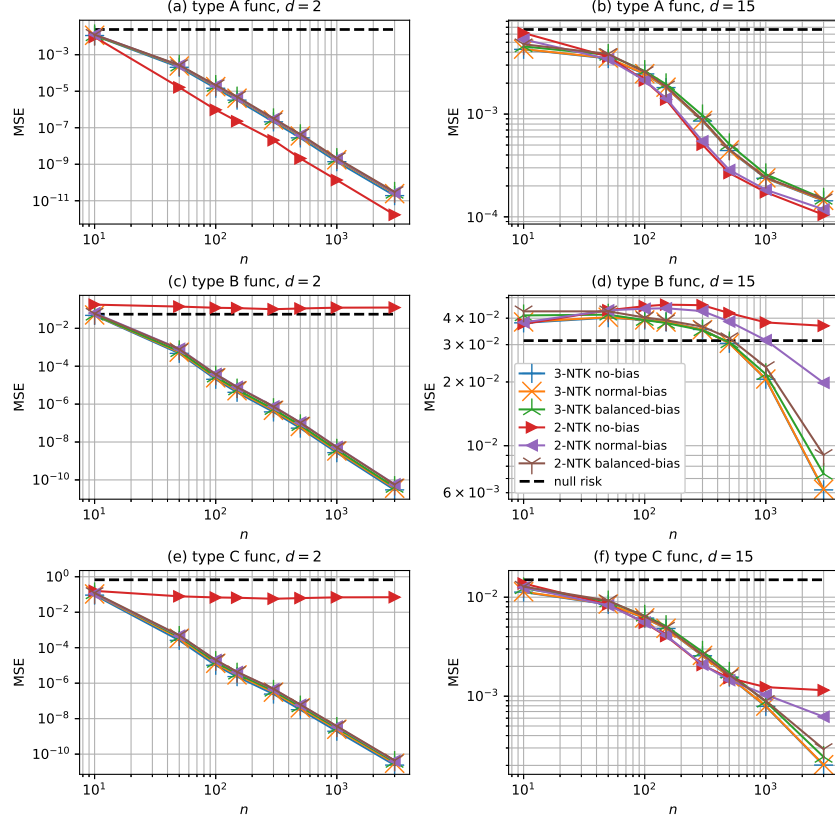 (a) type A func, d = 2
MSE
10⁻³
10⁻⁵
10⁻⁷
10⁻⁹
10⁻¹¹
10¹ 10² 10³
n
(b) type A func, d = 15
MSE
10⁻³
10⁻⁴
10¹ 10² 10³
n
(c) type B func, d = 2
MSE
10⁻²
10⁻⁴
10⁻⁶
10⁻⁸
10⁻¹⁰
10¹ 10² 10³
n
(d) type B func, d = 15
MSE
4 × 10⁻²
3 × 10⁻²
2 × 10⁻²
10⁻²
6 × 10⁻³
3-NTK no-bias
3-NTK normal-bias
3-NTK balanced-bias
2-NTK no-bias
2-NTK normal-bias
2-NTK balanced-bias
null risk
10¹ 10² 10³
n
(e) type C func, d = 2
MSE
10⁰
10⁻²
10⁻⁴
10⁻⁶
10⁻⁸
10⁻¹⁰
10¹ 10² 10³
n
(f) type C func, d = 15
MSE
10⁻²
10⁻³
10¹ 10² 10³
n